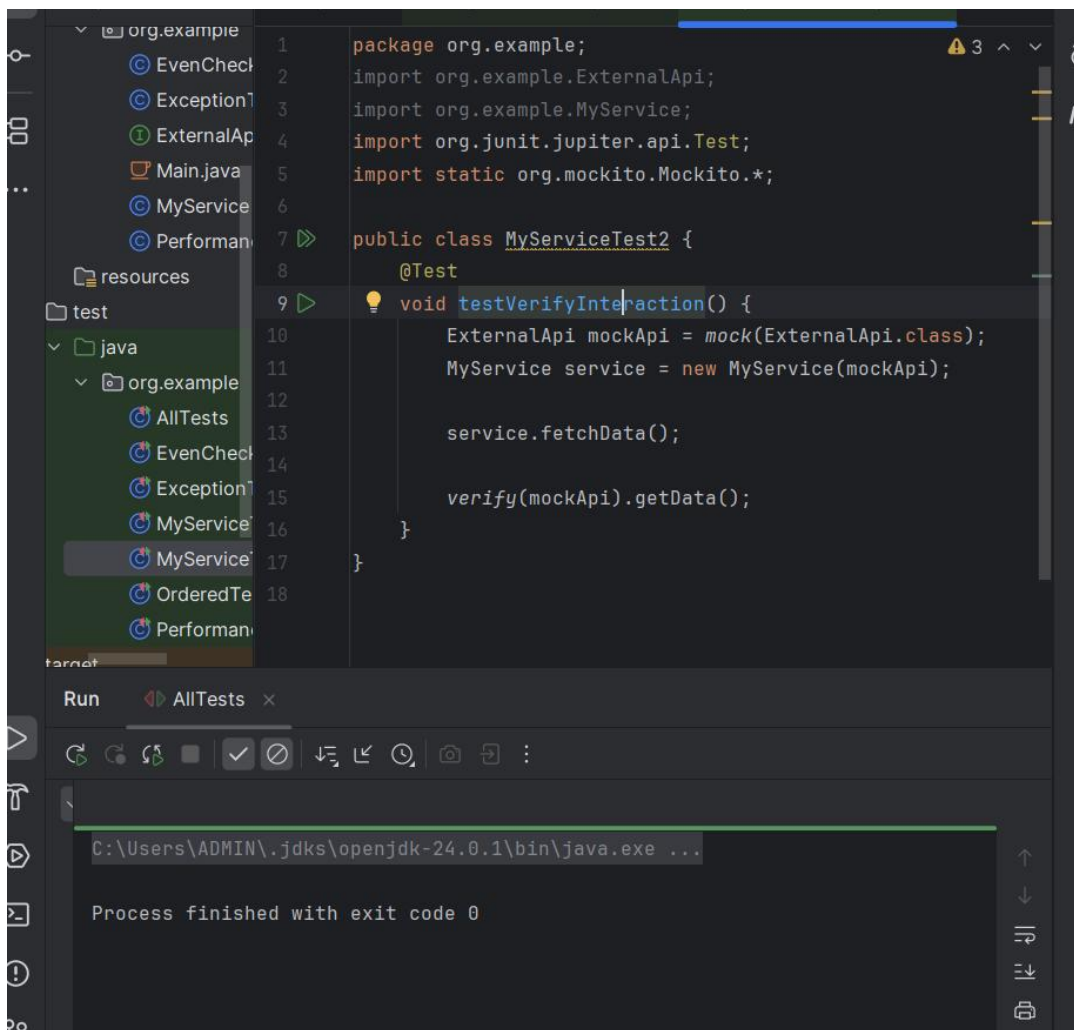 org.example
EvenCheck
ExceptionT
ExternalAp
Main.java
MyService
Performan
resources
test
java
org.example
AllTests
EvenCheck
ExceptionT
MyServiceT
MyServiceT
OrderedTe
Performan
target
3
1 package org.example;
2 import org.example.ExternalApi;
3 import org.example.MyService;
4 import org.junit.jupiter.api.Test;
5 import static org.mockito.Mockito.*;
6
7 public class MyServiceTest2 {
8 @Test
9 void testVerifyInteraction() {
10 ExternalApi mockApi = mock(ExternalApi.class);
11 MyService service = new MyService(mockApi);
12
13 service.fetchData();
14
15 verify(mockApi).getData();
16 }
17 }
18
Run AllTests
C:\Users\ADMIN\.jdks\openjdk-24.0.1\bin\java.exe ...
Process finished with exit code 0